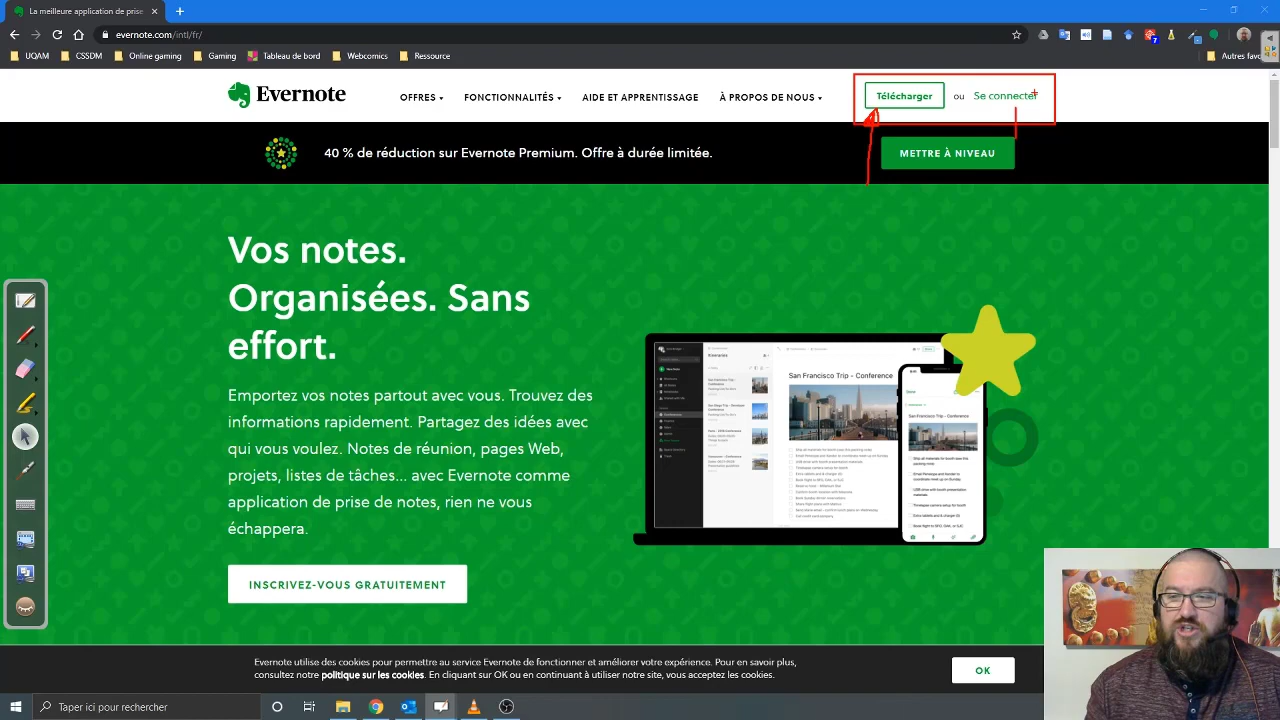 La meilleure application de prise
evernote.com/intl/fr/
UQAM
CSSDM
Online gaming
Gaming
Tableau de bord
Webcomics
Ressource
Autres favo
7
Evernote
OFFRES
FONCTIONNALITÉS
AIDE ET APPRENTISSAGE
À PROPOS DE NOUS
Télécharger
ou
Se connecter
40 % de réduction sur Evernote Premium. Offre à durée limitée.
METTRE À NIVEAU
Vos notes.
Organisées. Sans
effort.
Emportez vos notes partout avec vous. Trouvez des
informations rapidement. Partagez des idées avec
qui vous voulez. Notes de réunion, pages Web,
projets, listes de tâches... avec Evernote comme
application de prise de notes, rien ne vous
échappera.
INSCRIVEZ-VOUS GRATUITEMENT
San Francisco Trip - Conference
San Francisco Trip - Conference
Evernote utilise des cookies pour permettre au service Evernote de fonctionner et améliorer votre expérience. Pour en savoir plus,
consultez notre politique sur les cookies. En cliquant sur OK ou en continuant à utiliser notre site, vous acceptez les cookies.
OK
Taper ici pour rechercher